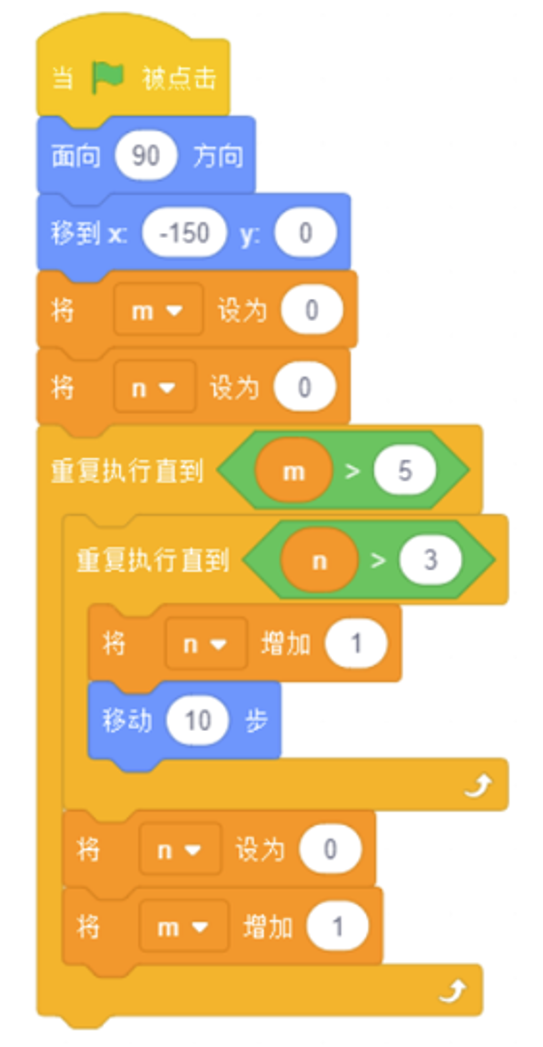 当 被点击
面向 90 方向
移到 x: -150 y: 0
将 m 设为 0
将 n 设为 0
重复执行直到 m > 5
重复执行直到 n > 3
将 n 增加 1
移动 10 步
将 n 设为 0
将 m 增加 1